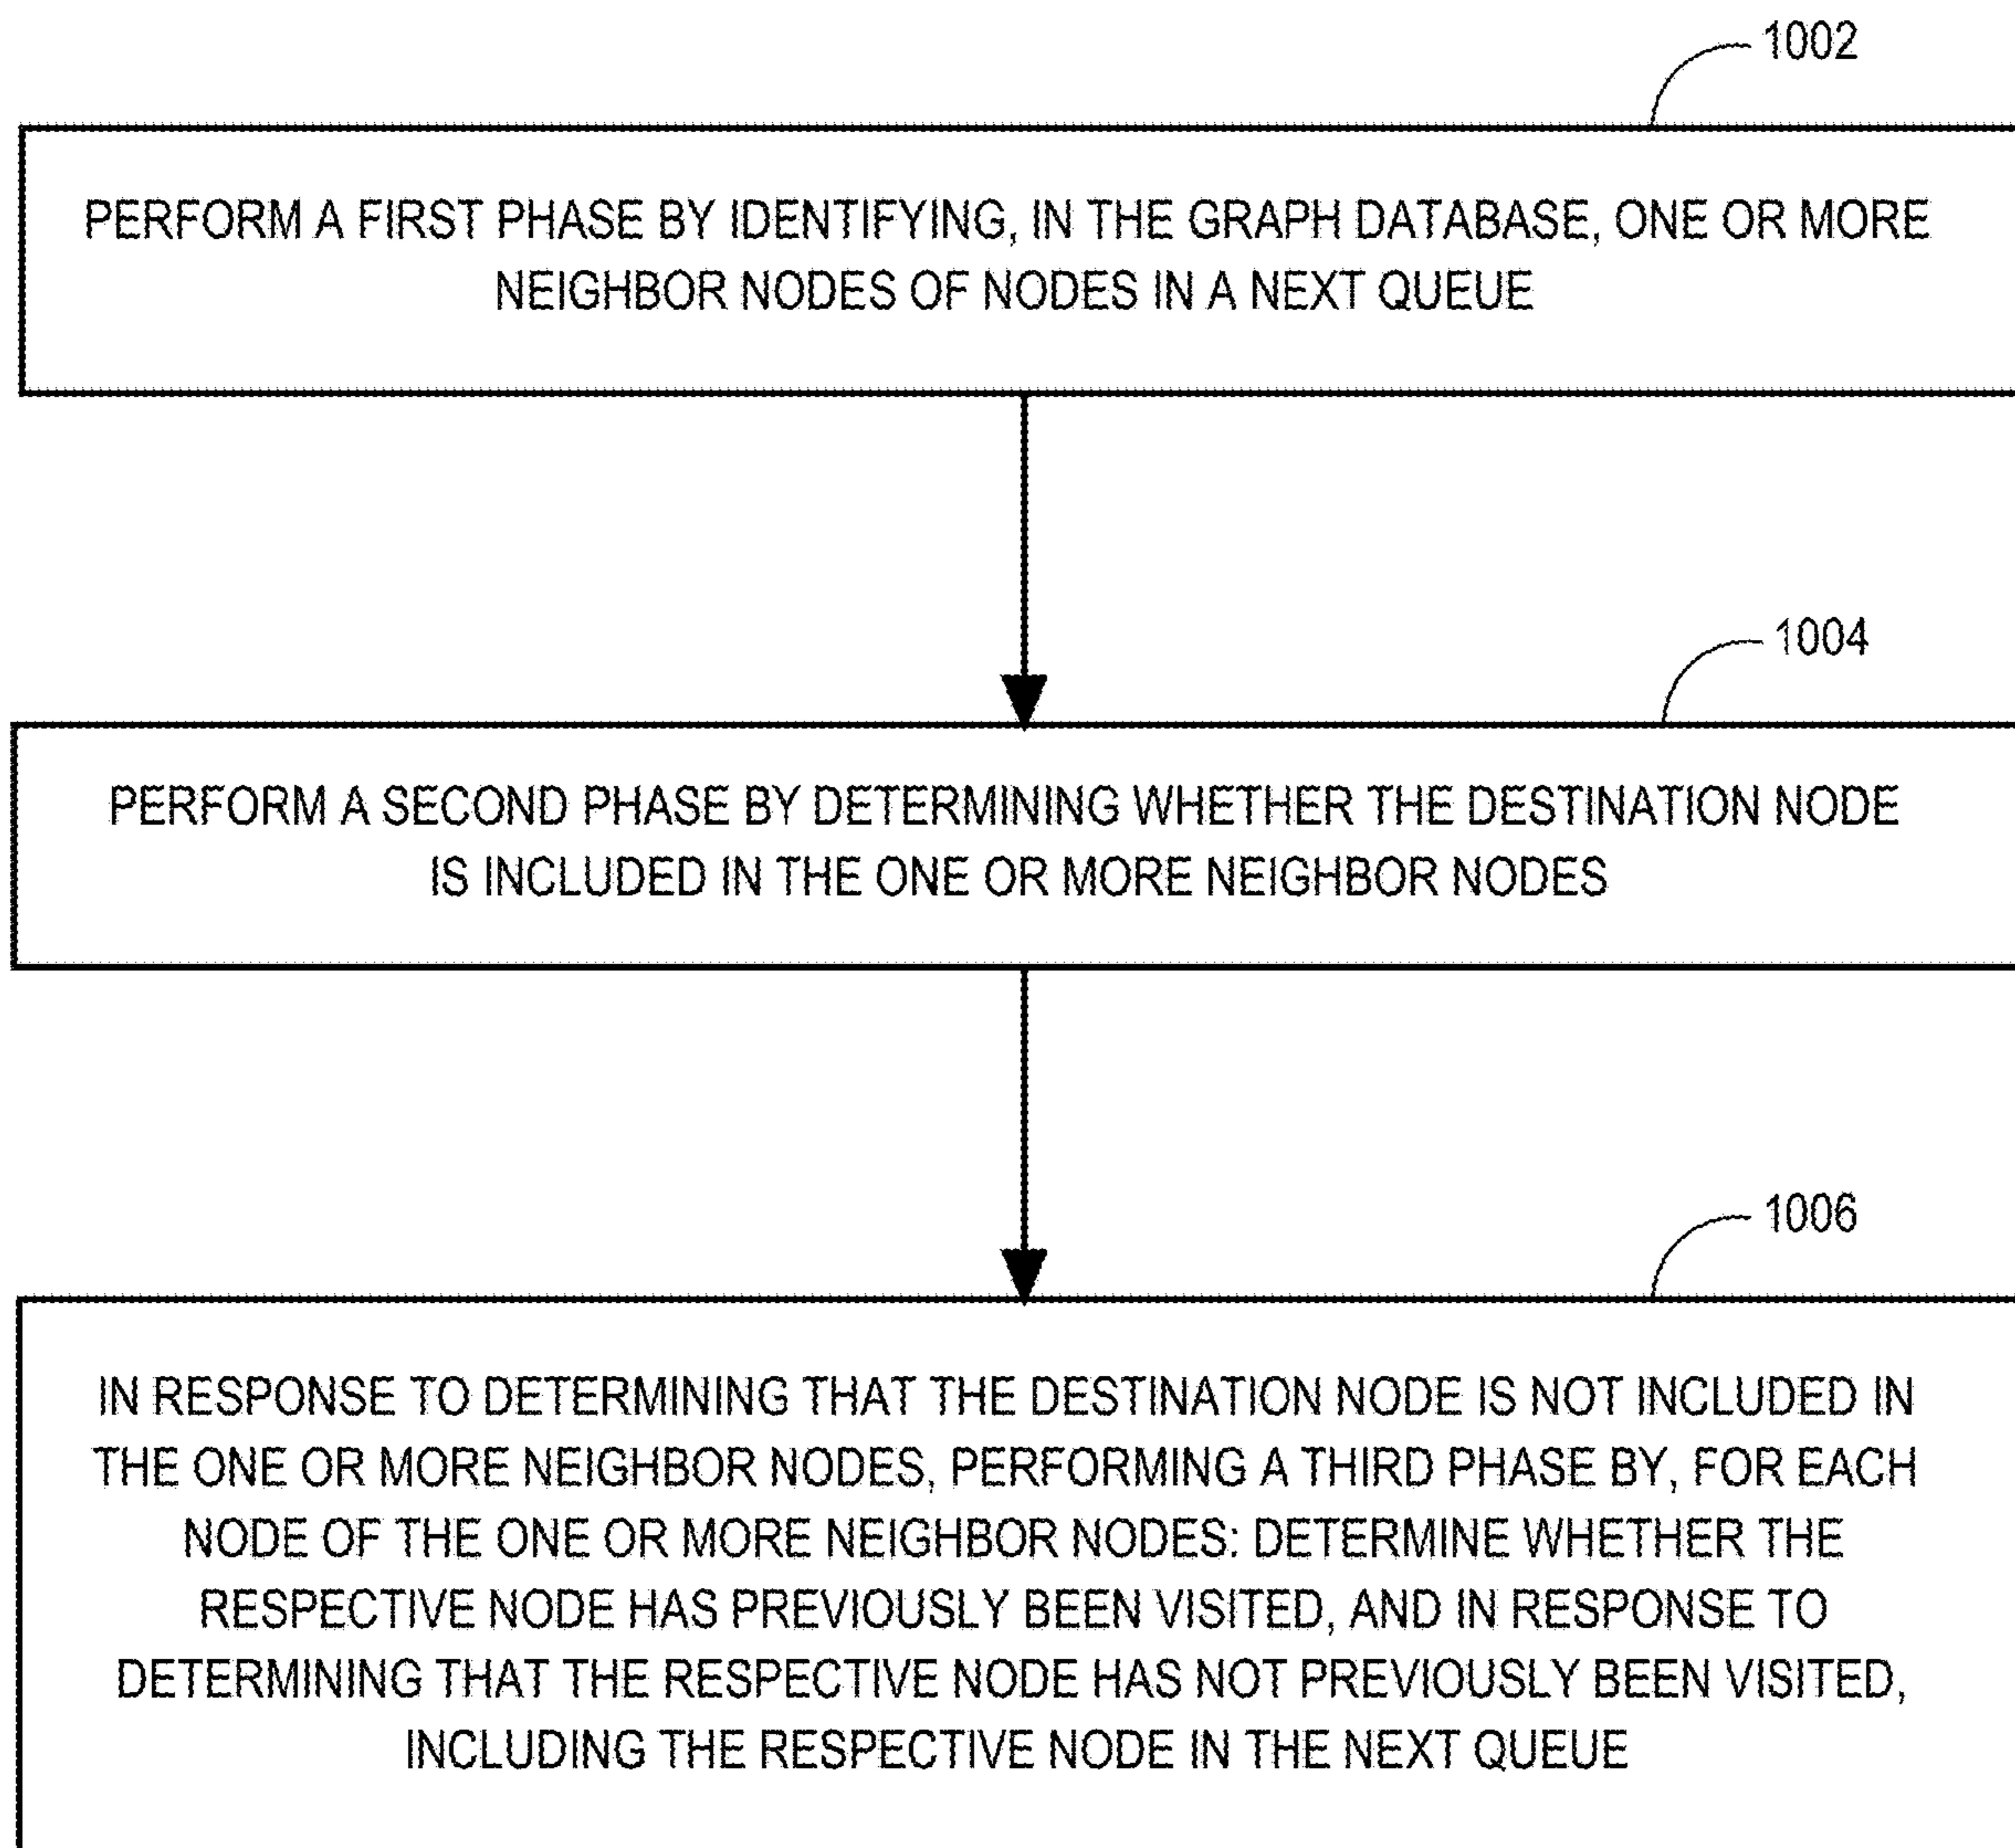 1002
PERFORM A FIRST PHASE BY IDENTIFYING, IN THE GRAPH DATABASE, ONE OR MORE
NEIGHBOR NODES OF NODES IN A NEXT QUEUE
1004
PERFORM A SECOND PHASE BY DETERMINING WHETHER THE DESTINATION NODE
IS INCLUDED IN THE ONE OR MORE NEIGHBOR NODES
1006
IN RESPONSE TO DETERMINING THAT THE DESTINATION NODE IS NOT INCLUDED IN
THE ONE OR MORE NEIGHBOR NODES, PERFORMING A THIRD PHASE BY, FOR EACH
NODE OF THE ONE OR MORE NEIGHBOR NODES: DETERMINE WHETHER THE
RESPECTIVE NODE HAS PREVIOUSLY BEEN VISITED, AND IN RESPONSE TO
DETERMINING THAT THE RESPECTIVE NODE HAS NOT PREVIOUSLY BEEN VISITED,
INCLUDING THE RESPECTIVE NODE IN THE NEXT QUEUE